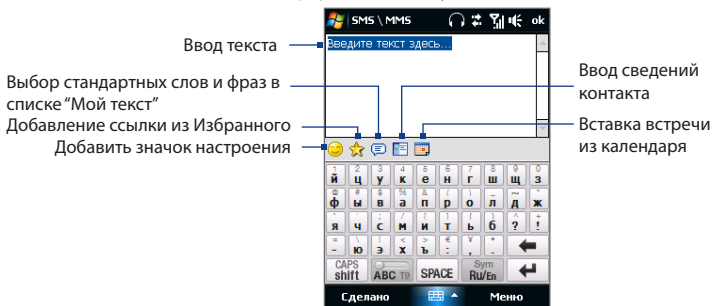 SMS \ MMS ok
Введите текст здесь...
Ввод текста
Выбор стандартных слов и фраз в
списке “Мой текст”
Добавление ссылки из Избранного
Добавить значок настроения
Ввод сведений
контакта
Вставка встречи
из календаря
й ц у к е н г ш щ з
ф ы в а п р о л д ж
я ч с м и т ь б ? !
- ю э х ъ : , .
CAPS
shift ABC T9 SPACE Sym
Ru/En
Сделано Меню